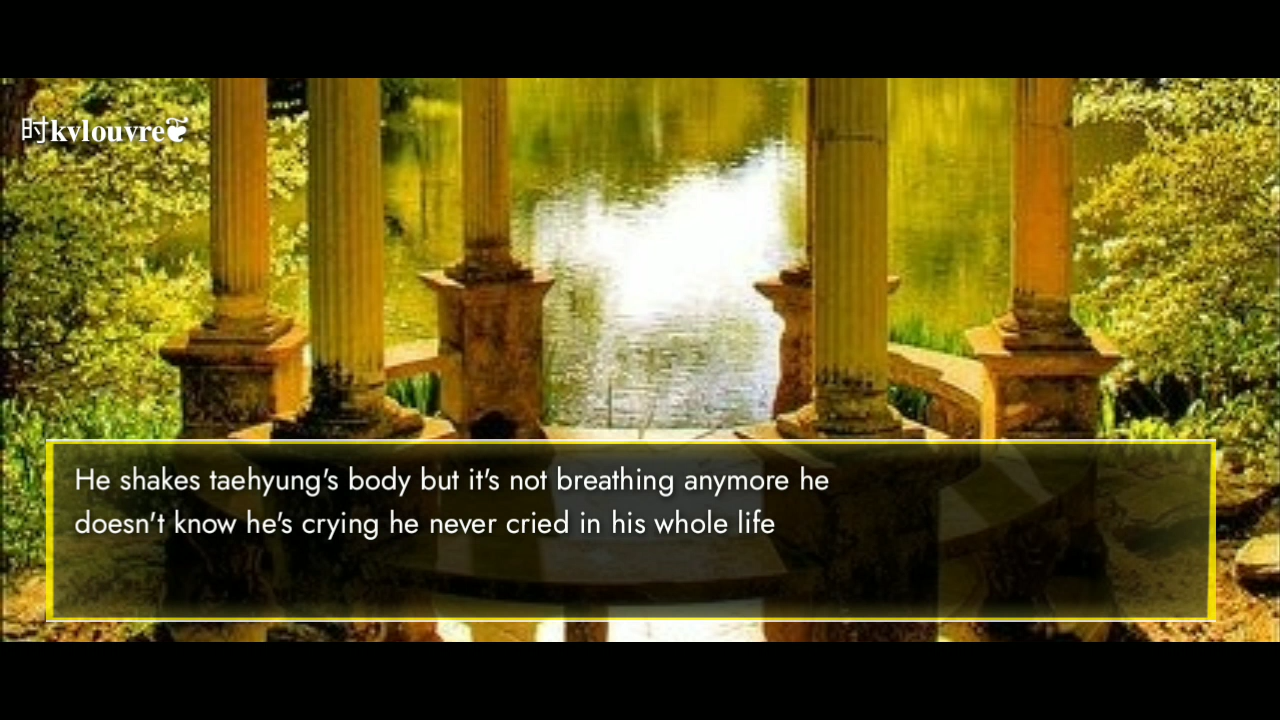 时kvlouvre❦
He shakes taehyung's body but it's not breathing anymore he
doesn't know he's crying he never cried in his whole life